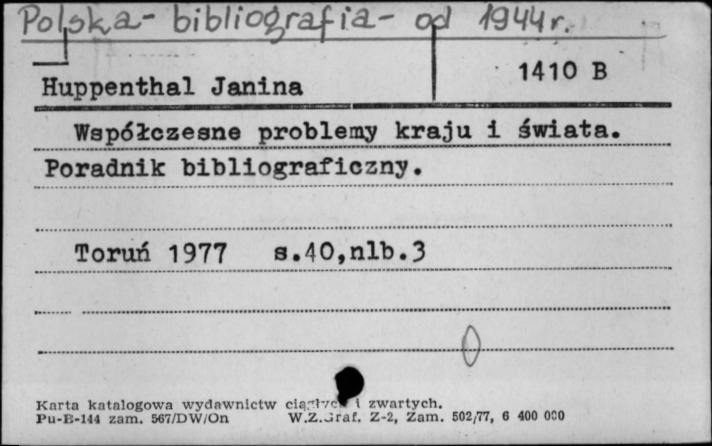 Polska - bibliografia - od 1944 r.
Huppenthal Janina 1410 B
Współczesne problemy kraju i świata.
Poradnik bibliograficzny.
Toruń 1977 s.40,nlb.3
Karta katalogowa wydawnictw ciągłych i zwartych.
Pu-B-144 zam. 567/DW/On W.Z.Graf. Z-2, Zam. 502/77, 6 400 000